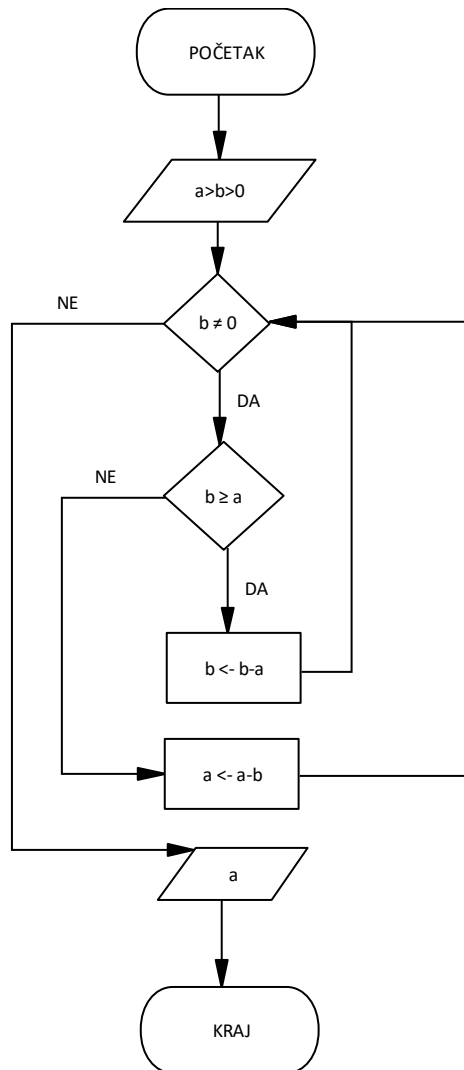 POČETAK
a>b>0
NE
b ≠ 0
DA
NE
b ≥ a
DA
b <- b-a
a <- a-b
a
KRAJ